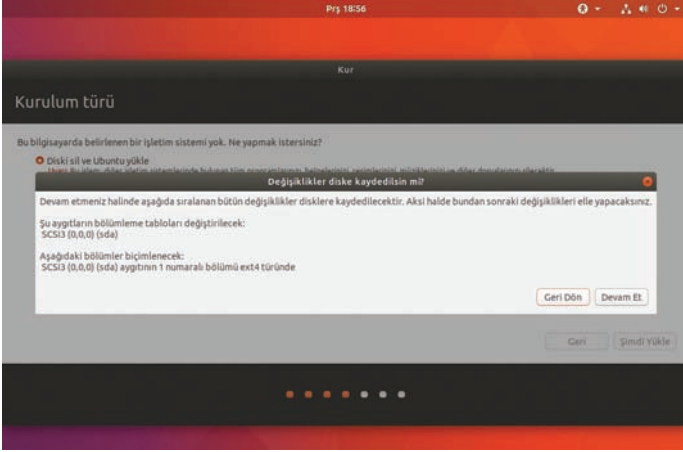 Prş 18:56
Kur
Kurulum türü
Bu bilgisayarda belirlenen bir işletim sistemi yok. Ne yapmak istersiniz?
Diski sil ve Ubuntu yükle
Değişiklikler diske kaydedilsin mi?
Devam etmeniz halinde aşağıda sıralanan bütün değişiklikler disklere kaydedilecektir. Aksi halde bundan sonraki değişiklikleri elle yapacaksınız.
Şu aygıtların bölümleme tabloları değiştirilecek:
SCSI3 (0,0,0) (sda)
Aşağıdaki bölümler biçimlenecek:
SCSI3 (0,0,0) (sda) aygıtının 1 numaralı bölümü ext4 türünde
Geri Dön Devam Et
Geri Şimdi Yükle